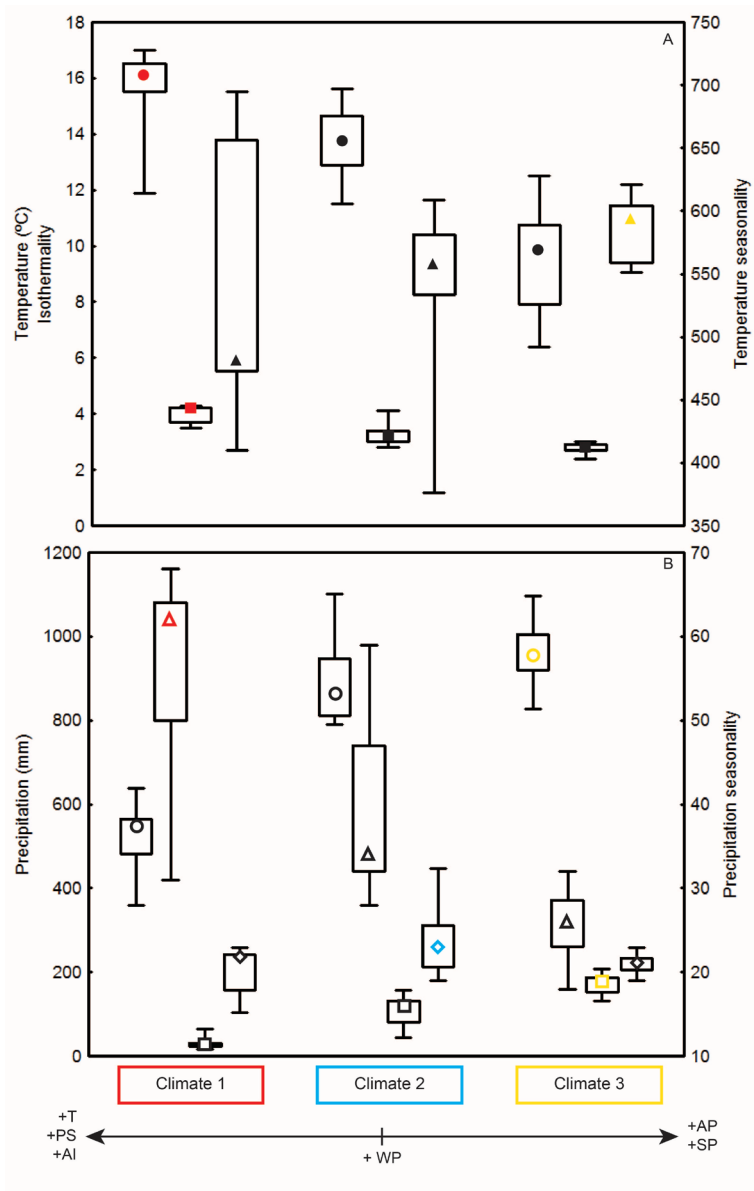 A
18
16
14
12
10
8
6
4
2
0
Temperature (ºC)
Isothermality
750
700
650
600
550
500
450
400
350
Temperature seasonality
B
1200
1000
800
600
400
200
0
Precipitation (mm)
70
60
50
40
30
20
10
Precipitation seasonality
Climate 1
Climate 2
Climate 3
+T
+PS
+AI
+ WP
+AP
+SP